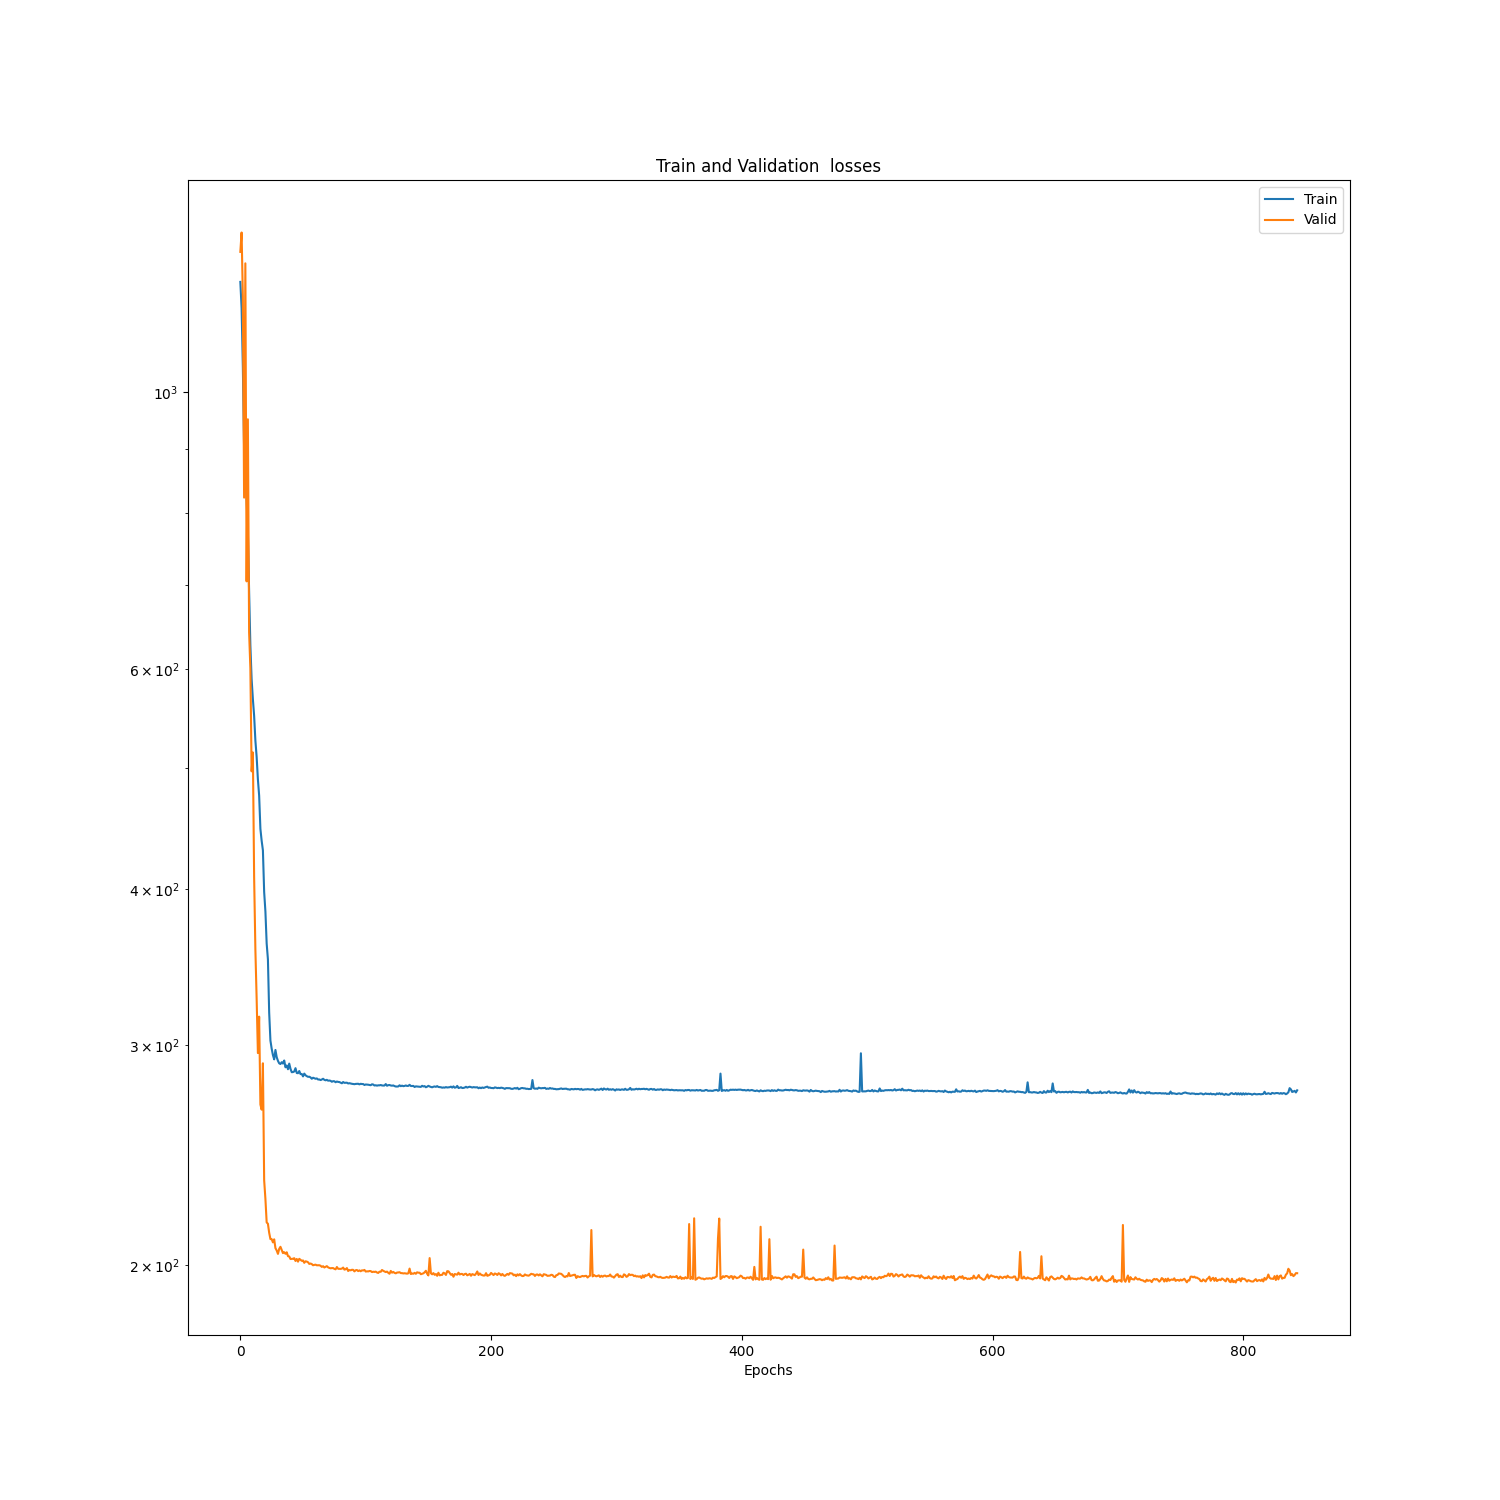 Train and Validation  losses
Train
Valid
10³
6 × 10²
4 × 10²
3 × 10²
2 × 10²
0 200 400 600 800
Epochs